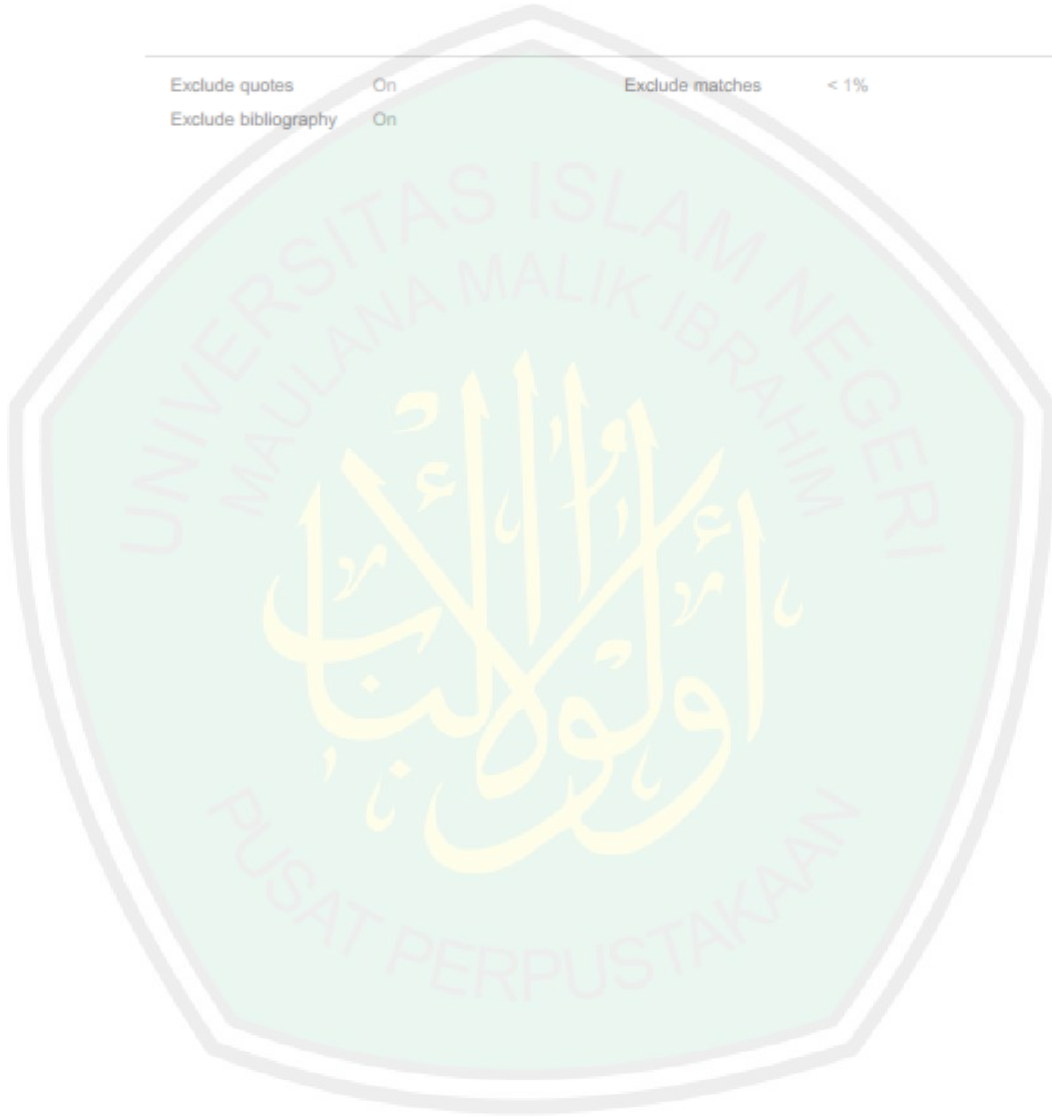 Exclude quotes On Exclude matches < 1%
Exclude bibliography On
UNIVERSITAS ISLAM NEGERI
MAULANA MALIK IBRAHIM
أولوا الألباب
PUSAT PERPUSTAKAAN